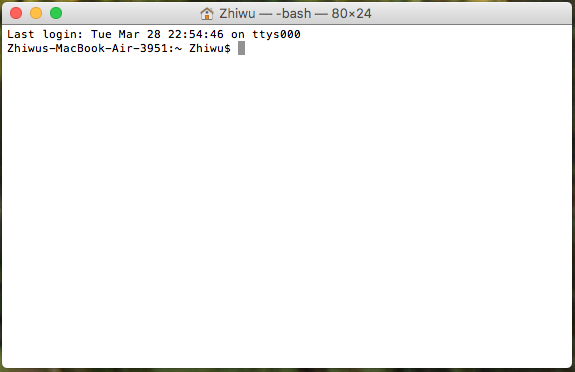 Zhiwu — -bash — 80×24
Last login: Tue Mar 28 22:54:46 on ttys000
Zhiwus-MacBook-Air-3951:~ Zhiwu$